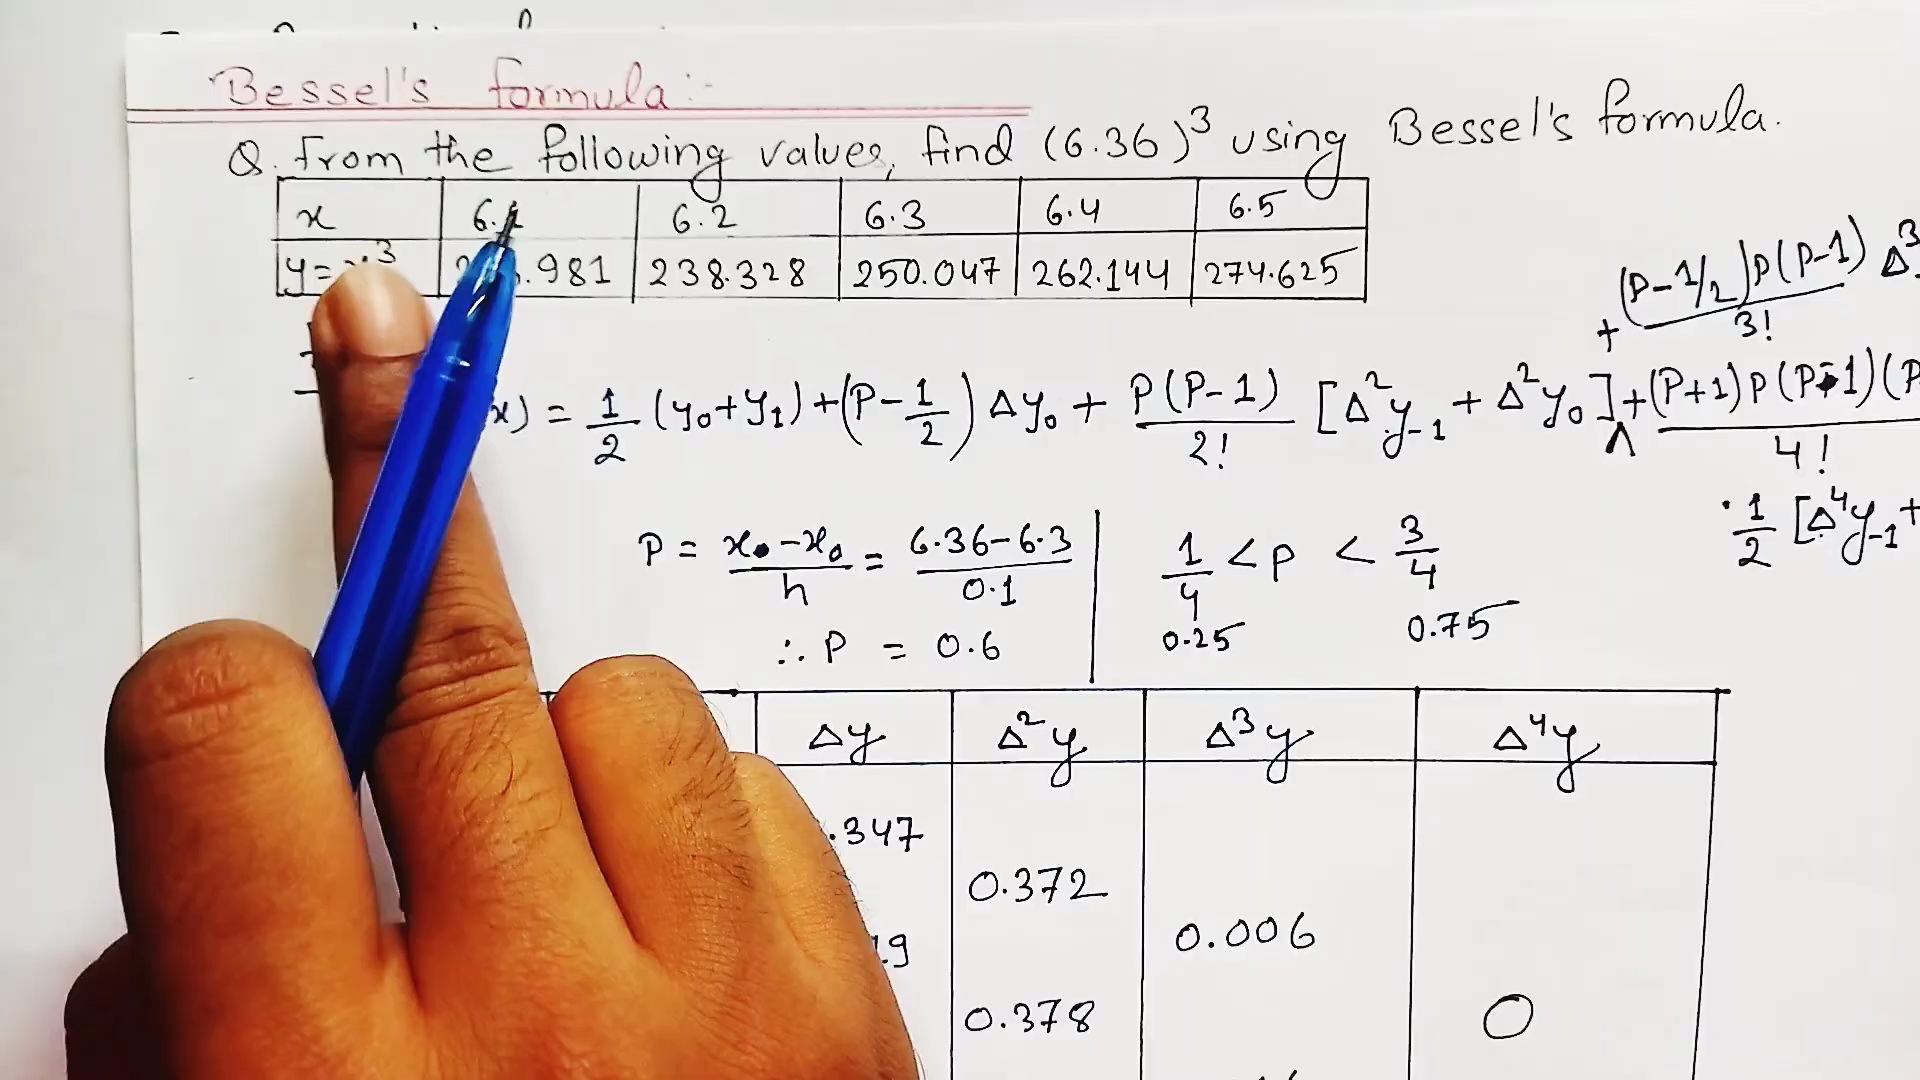 Bessel's formula:-
Q. From the following values, find (6.36)³ using Bessel's formula.
x 6.1 6.2 6.3 6.4 6.5
y = x³ .981 238.328 250.047 262.144 274.625
+ (P-1/2)P(P-1)/3! Δ³
x) = 1/2 (y₀+y₁) + (P-1/2) Δy₀ + P(P-1)/2! [Δ²y₋₁ + Δ²y₀] + (P+1)P(P-1)(P / 4!
· 1/2 [Δ⁴y₋₁+
P = x-x₀/h = 6.36-6.3/0.1
1/4 < P < 3/4
0.25 0.75
∴ P = 0.6
Δy Δ²y Δ³y Δ⁴y
.347
0.372
.9 0.006
0.378 0